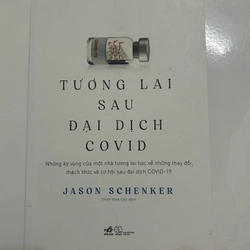 TƯƠNG LAI
SAU
ĐẠI DỊCH
COVID
Những kỳ vọng của một nhà tương lai học về những thay đổi,
thách thức và cơ hội sau đại dịch COVID-19
JASON SCHENKER